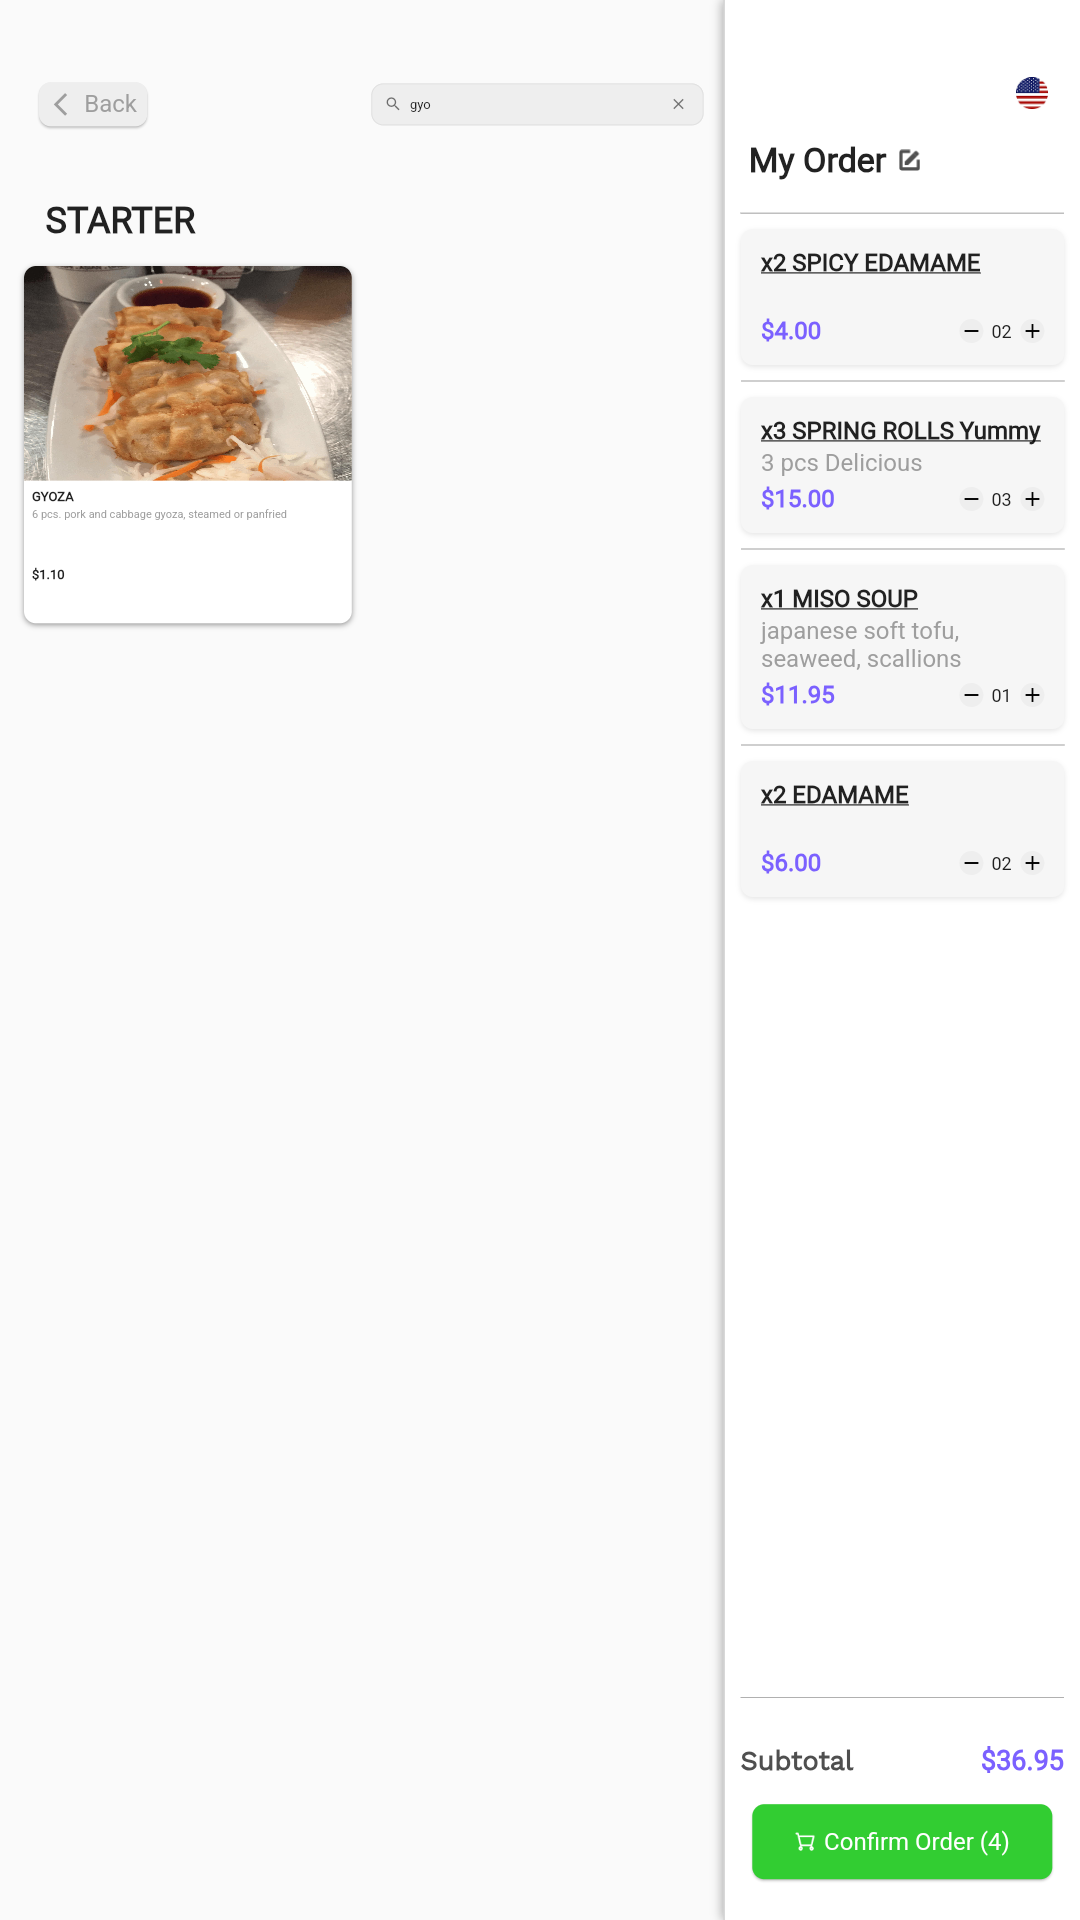 Back
gyo
STARTER
GYOZA
6 pcs. pork and cabbage gyoza, steamed or panfried
$1.10
My Order
x2 SPICY EDAMAME
$4.00
02
x3 SPRING ROLLS Yummy
3 pcs Delicious
$15.00
03
x1 MISO SOUP
japanese soft tofu,
seaweed, scallions
$11.95
01
x2 EDAMAME
$6.00
02
Subtotal
$36.95
Confirm Order (4)